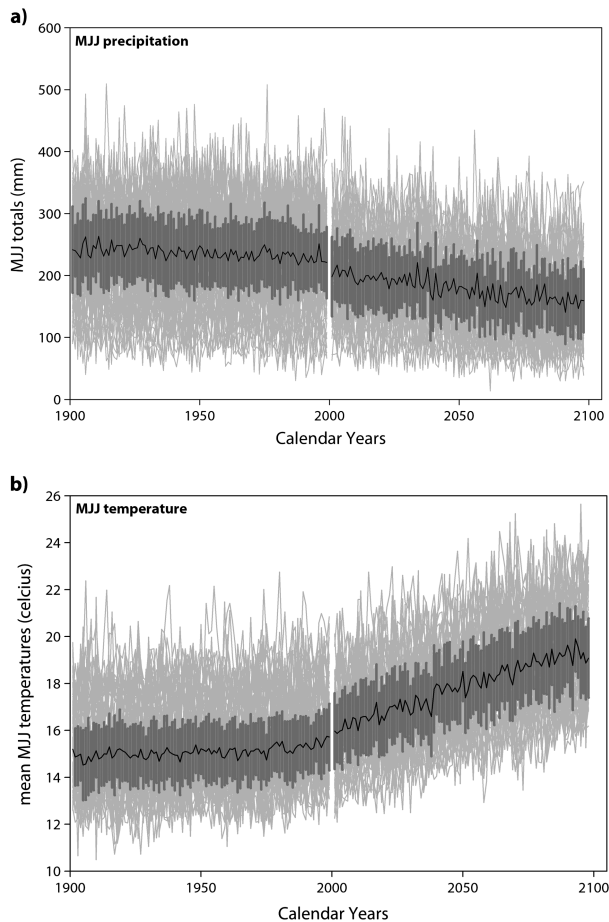 a)
600
MJJ precipitation
500
400
300
200
100
0
MJJ totals (mm)
1900 1950 2000 2050 2100
Calendar Years
b)
26
MJJ temperature
24
22
20
18
16
14
12
10
mean MJJ temperatures (celcius)
1900 1950 2000 2050 2100
Calendar Years